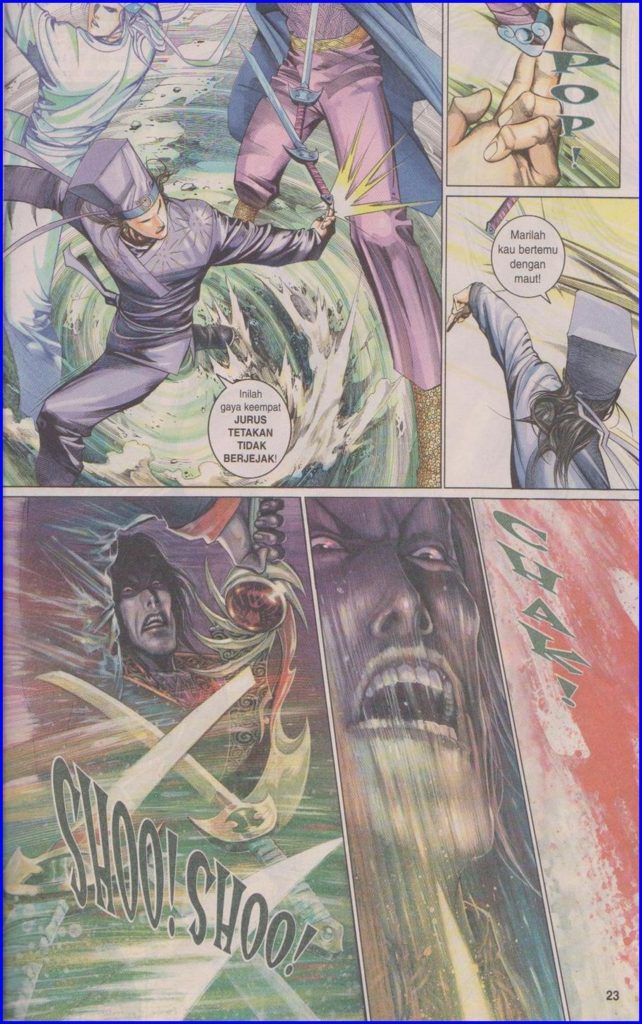 POP!
Marilah
kau bertemu
dengan
maut!
Inilah
gaya keempat
JURUS
TETAKAN
TIDAK
BERJEJAK!
SHOO! SHOO!
CHAK!
23